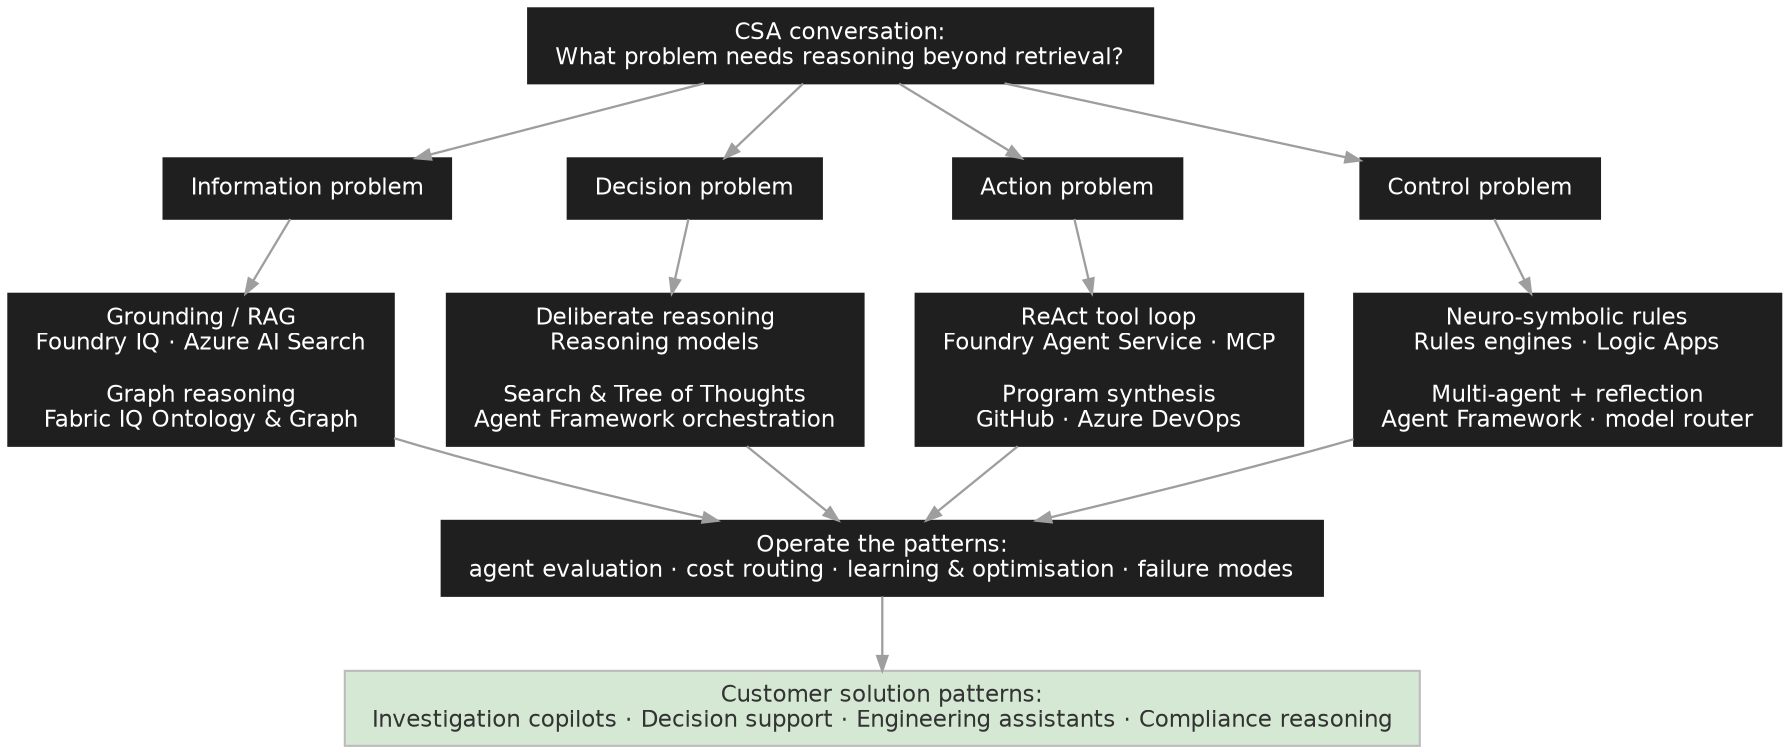 CSA conversation:
What problem needs reasoning beyond retrieval?
Information problem
Decision problem
Action problem
Control problem
Grounding / RAG
Foundry IQ · Azure AI Search
Graph reasoning
Fabric IQ Ontology & Graph
Deliberate reasoning
Reasoning models
Search & Tree of Thoughts
Agent Framework orchestration
ReAct tool loop
Foundry Agent Service · MCP
Program synthesis
GitHub · Azure DevOps
Neuro-symbolic rules
Rules engines · Logic Apps
Multi-agent + reflection
Agent Framework · model router
Operate the patterns:
agent evaluation · cost routing · learning & optimisation · failure modes
Customer solution patterns:
Investigation copilots · Decision support · Engineering assistants · Compliance reasoning